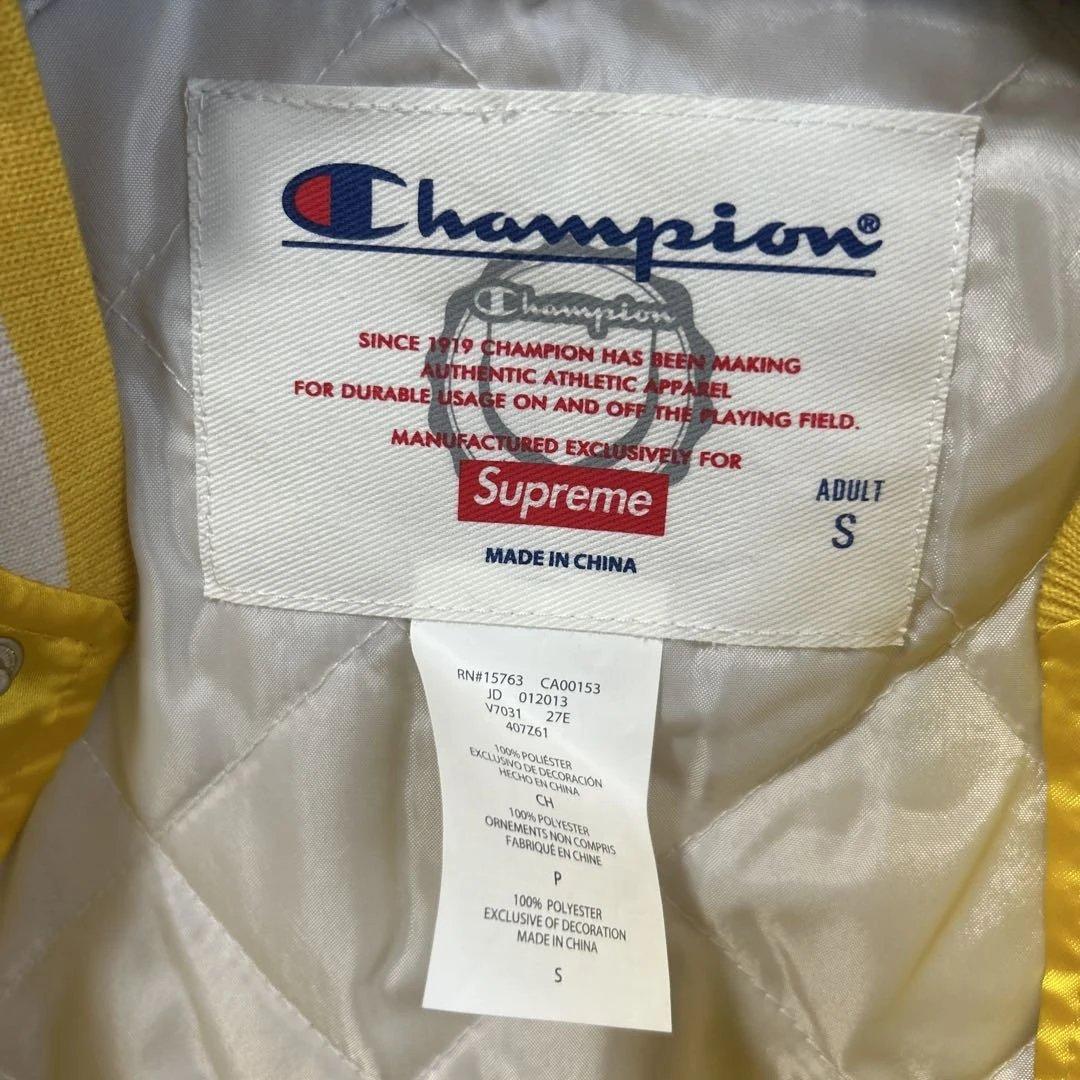 Champion®
Champion
SINCE 1919 CHAMPION HAS BEEN MAKING
AUTHENTIC ATHLETIC APPAREL
FOR DURABLE USAGE ON AND OFF THE PLAYING FIELD.
MANUFACTURED EXCLUSIVELY FOR
Supreme
ADULT
S
MADE IN CHINA
RN#15763 CA00153
JD 012013
V7031 27E
407Z61
100% POLIÉSTER
EXCLUSIVO DE DECORACIÓN
HECHO EN CHINA
CH
100% POLYESTER
ORNEMENTS NON COMPRIS
FABRIQUÉ EN CHINE
P
100% POLYESTER
EXCLUSIVE OF DECORATION
MADE IN CHINA
S